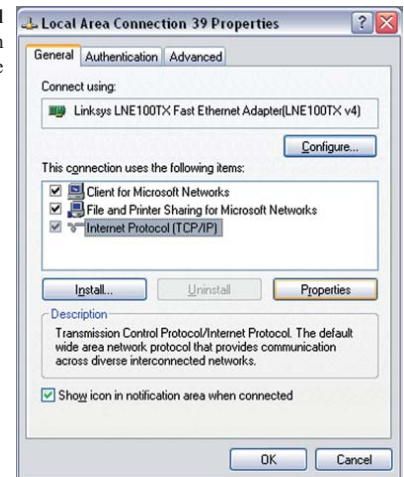 l
n
e
Local Area Connection 39 Properties
General Authentication Advanced
Connect using:
Linksys LNE100TX Fast Ethernet Adapter(LNE100TX v4)
Configure...
This connection uses the following items:
Client for Microsoft Networks
File and Printer Sharing for Microsoft Networks
Internet Protocol (TCP/IP)
Install... Uninstall Properties
Description
Transmission Control Protocol/Internet Protocol. The default
wide area network protocol that provides communication
across diverse interconnected networks.
Show icon in notification area when connected
OK Cancel